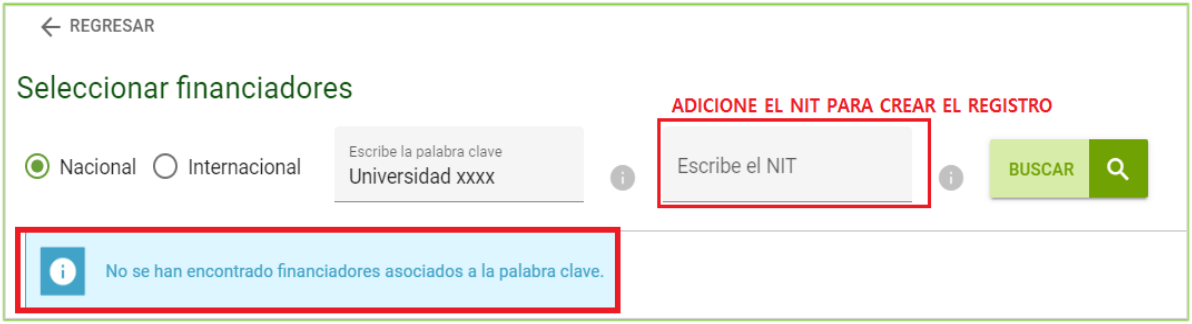 REGRESAR
Seleccionar financiadores
ADICIONE EL NIT PARA CREAR EL REGISTRO
Nacional Internacional
Escribe la palabra clave
Universidad xxxx
Escribe el NIT
BUSCAR
No se han encontrado financiadores asociados a la palabra clave.